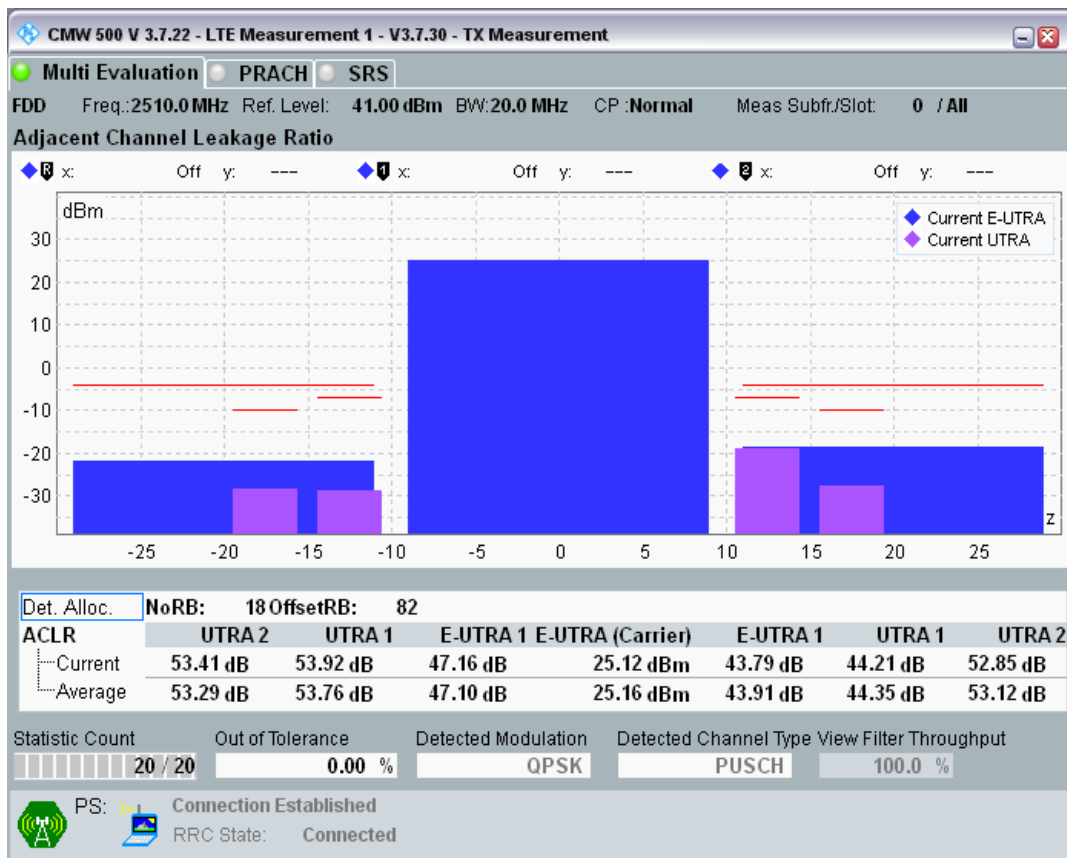 CMW 500 V 3.7.22 - LTE Measurement 1 - V3.7.30 - TX Measurement
Multi Evaluation PRACH SRS
FDD Freq.:2510.0 MHz Ref. Level: 41.00 dBm BW:20.0 MHz CP :Normal Meas Subfr./Slot: 0 / All
Adjacent Channel Leakage Ratio
R x: Off y: --- 1 x: Off y: --- 2 x: Off y: ---
dBm
Current E-UTRA
Current UTRA
30
20
10
0
-10
-20
-30
z
-25 -20 -15 -10 -5 0 5 10 15 20 25
Det. Alloc. NoRB: 18 OffsetRB: 82
ACLR UTRA 2 UTRA 1 E-UTRA 1 E-UTRA (Carrier) E-UTRA 1 UTRA 1 UTRA 2
Current 53.41 dB 53.92 dB 47.16 dB 25.12 dBm 43.79 dB 44.21 dB 52.85 dB
Average 53.29 dB 53.76 dB 47.10 dB 25.16 dBm 43.91 dB 44.35 dB 53.12 dB
Statistic Count Out of Tolerance Detected Modulation Detected Channel Type View Filter Throughput
20 / 20 0.00 % QPSK PUSCH 100.0 %
PS: Connection Established
RRC State: Connected